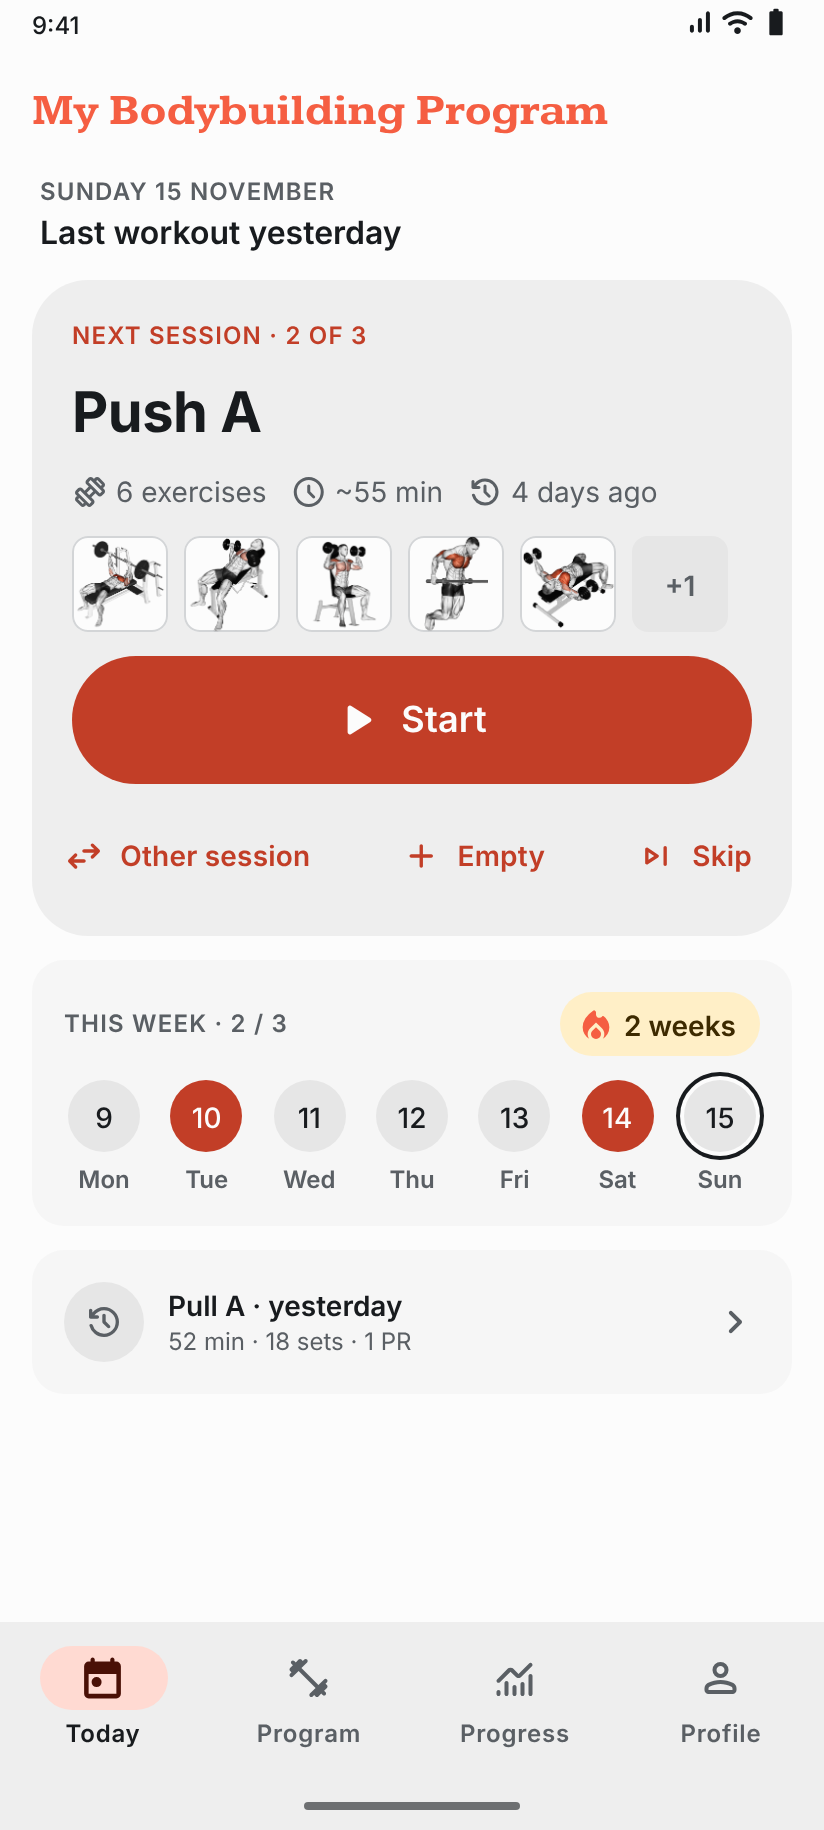 9:41
My Bodybuilding Program
SUNDAY 15 NOVEMBER
Last workout yesterday
NEXT SESSION · 2 OF 3
Push A
6 exercises ~55 min 4 days ago
+1
Start
Other session Empty Skip
THIS WEEK · 2 / 3 2 weeks
9 10 11 12 13 14 15
Mon Tue Wed Thu Fri Sat Sun
Pull A · yesterday
52 min · 18 sets · 1 PR
Today Program Progress Profile